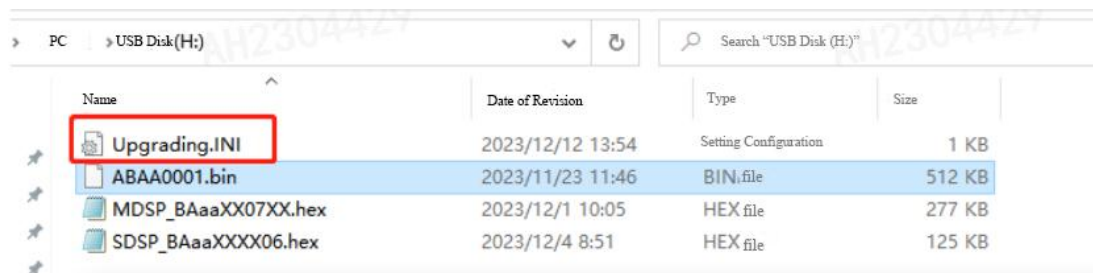 > PC > USB Disk(H:) Search “USB Disk (H:)”
Name Date of Revision Type Size
Upgrading.INI 2023/12/12 13:54 Setting Configuration 1 KB
ABAA0001.bin 2023/11/23 11:46 BIN file 512 KB
MDSP_BAaaXX07XX.hex 2023/12/1 10:05 HEX file 277 KB
SDSP_BAaaXXXX06.hex 2023/12/4 8:51 HEX file 125 KB
AH2304429
AH2304429